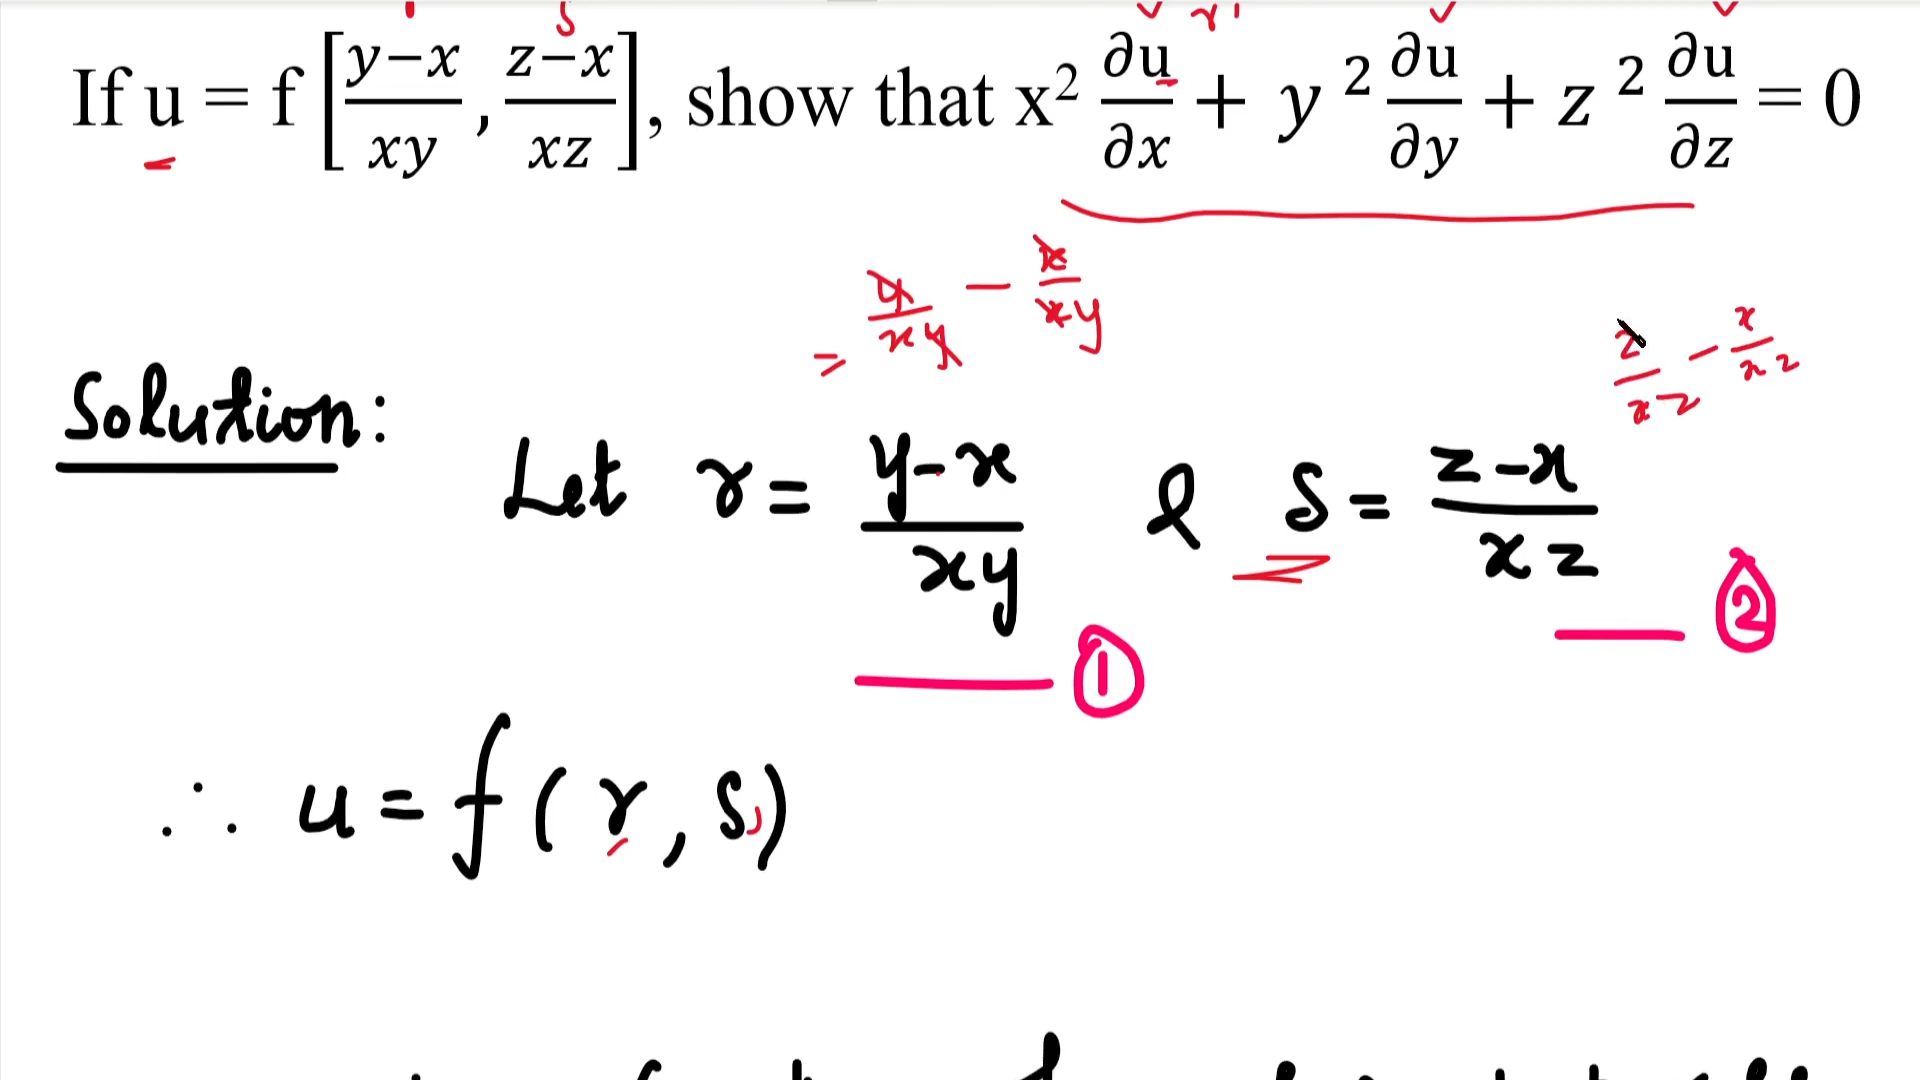 If u = f [y−x/xy, z−x/xz], show that x² ∂u/∂x + y² ∂u/∂y + z² ∂u/∂z = 0
= y/xy − x/xy
z/xz − x/xz
Solution:
Let r = y-x/xy & s = z-x/xz
① ②
∴ u = f(r, s)